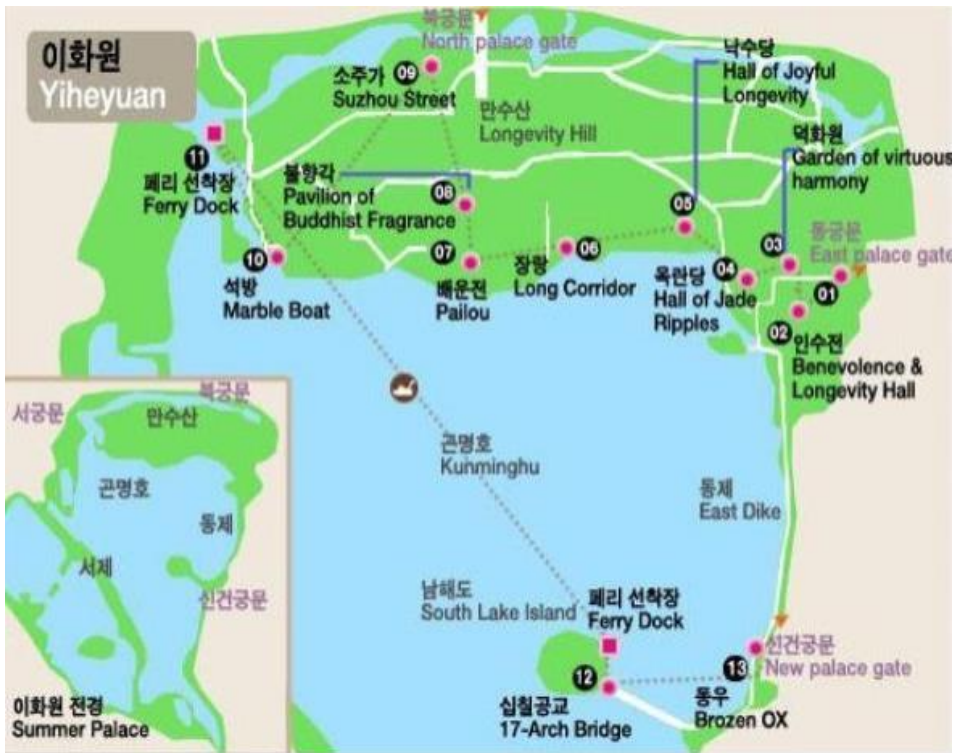 이화원
Yiheyuan
북궁문
North palace gate
소주가 09
Suzhou Street
만수산
Longevity Hill
낙수당
Hall of Joyful
Longevity
덕화원
Garden of virtuous
harmony
11
페리 선착장
Ferry Dock
불향각
Pavilion of
Buddhist Fragrance
08
05
03
동궁문
East palace gate
10
석방
Marble Boat
07
배운전
Pailou
06
장랑
Long Corridor
04
옥란당
Hall of Jade
Ripples
01
02
인수전
Benevolence &
Longevity Hall
곤명호
Kunminghu
동제
East Dike
남해도
South Lake Island
페리 선착장
Ferry Dock
12
십칠공교
17-Arch Bridge
13
신건궁문
New palace gate
동우
Brozen OX
서궁문
북궁문
만수산
곤명호
동제
서제
신건궁문
이화원 전경
Summer Palace